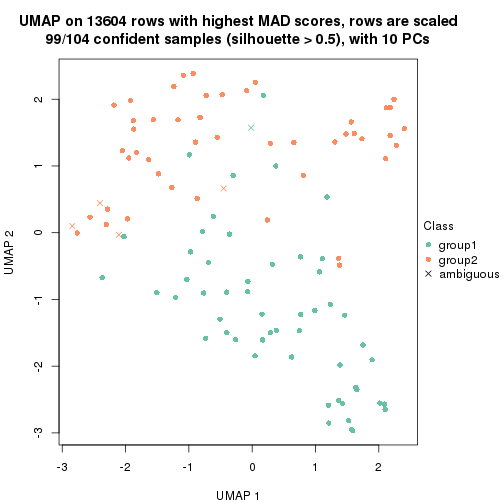 UMAP on 13604 rows with highest MAD scores, rows are scaled
99/104 confident samples (silhouette > 0.5), with 10 PCs
2
1
0
-1
-2
-3
UMAP 2
-3 -2 -1 0 1 2
UMAP 1
Class
group1
group2
ambiguous